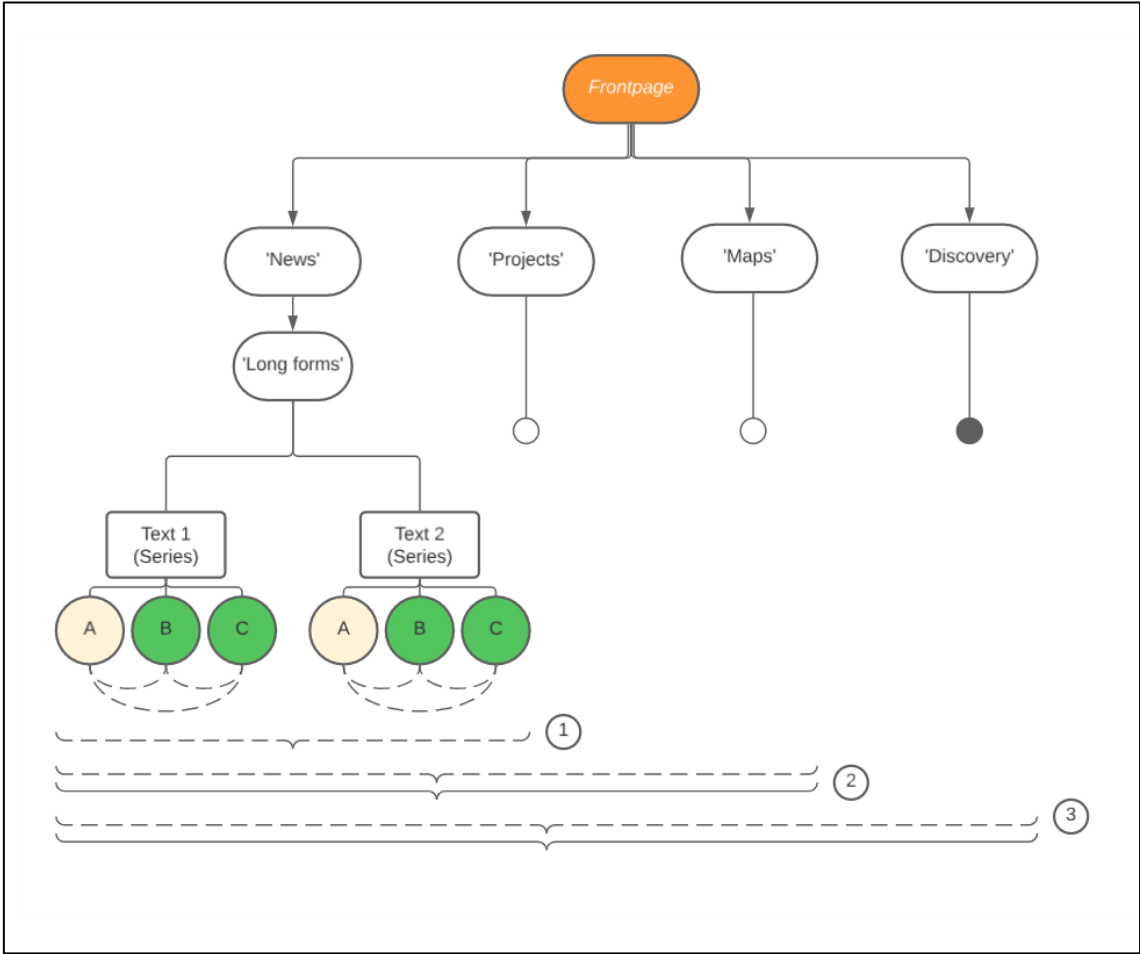 Frontpage
'News'
'Projects'
'Maps'
'Discovery'
'Long forms'
Text 1
(Series)
Text 2
(Series)
A
B
C
A
B
C
1
2
3